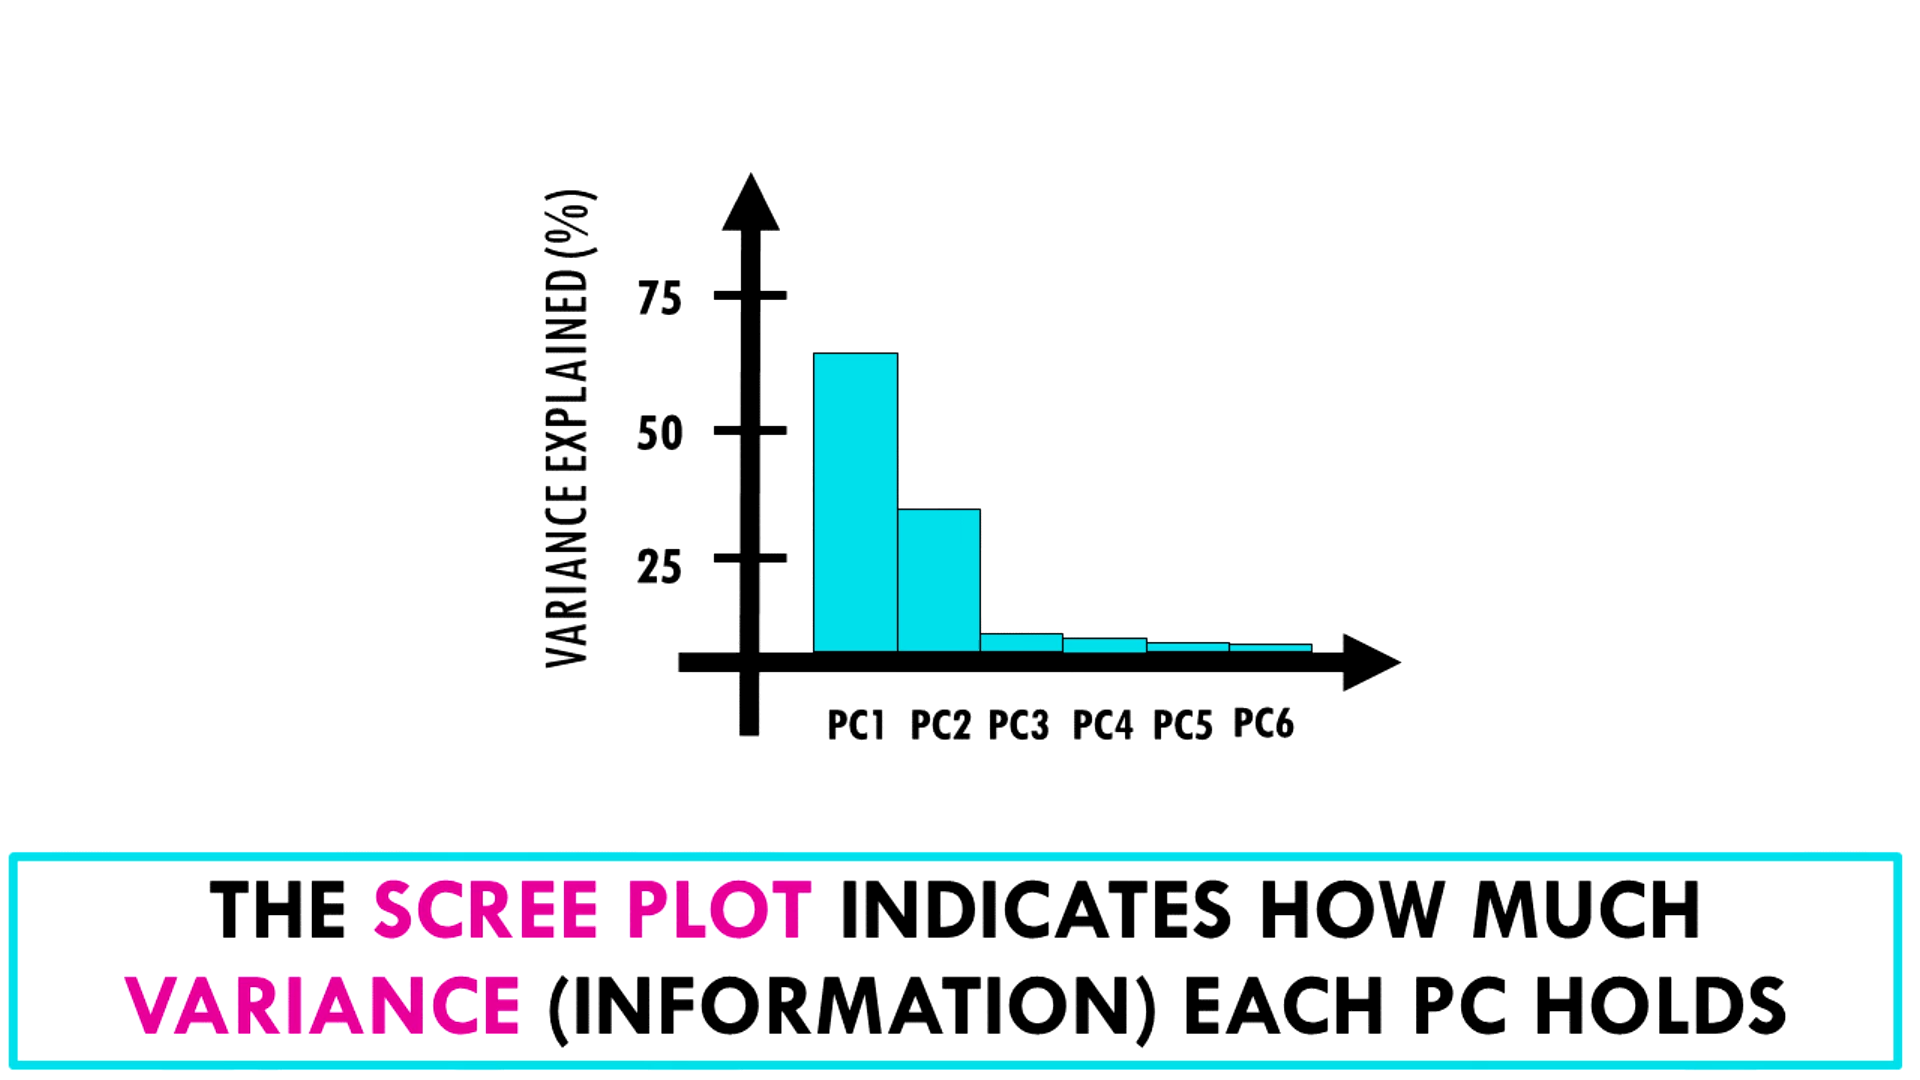 VARIANCE EXPLAINED (%)
75
50
25
PC1 PC2 PC3 PC4 PC5 PC6
THE SCREE PLOT INDICATES HOW MUCH
VARIANCE (INFORMATION) EACH PC HOLDS